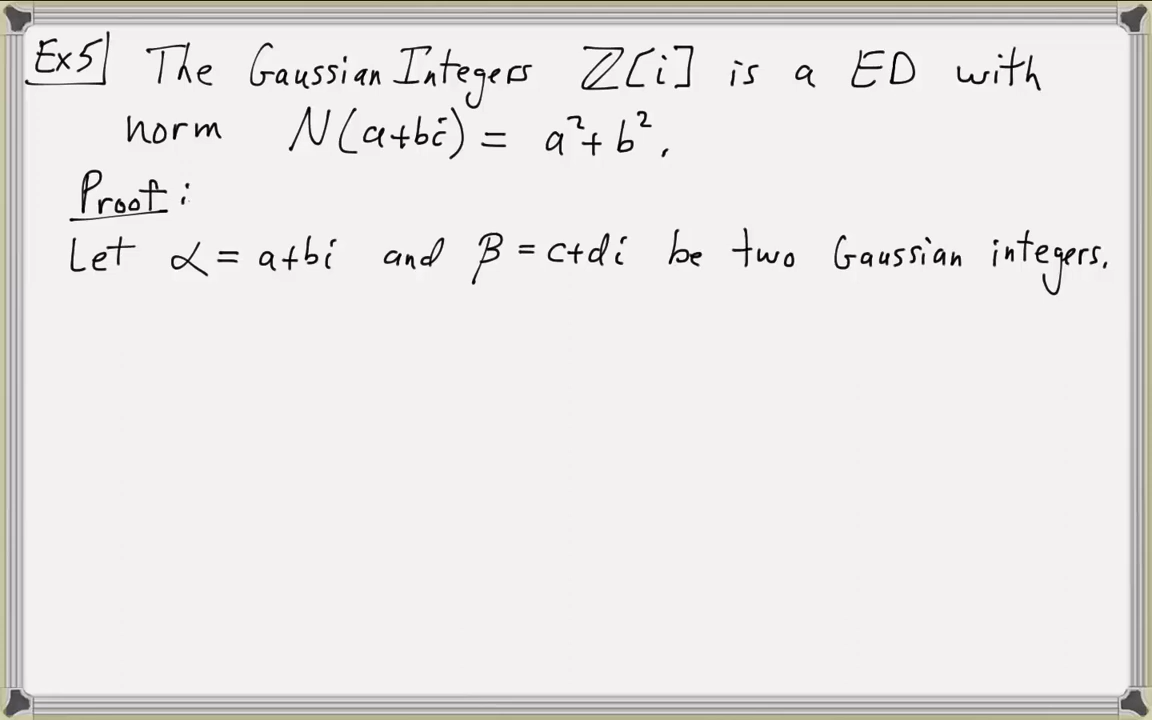 Ex5 The Gaussian Integers ℤ[i] is a ED with
norm N(a+bi) = a²+b².
Proof:
Let α = a+bi and β = c+di be two Gaussian integers.